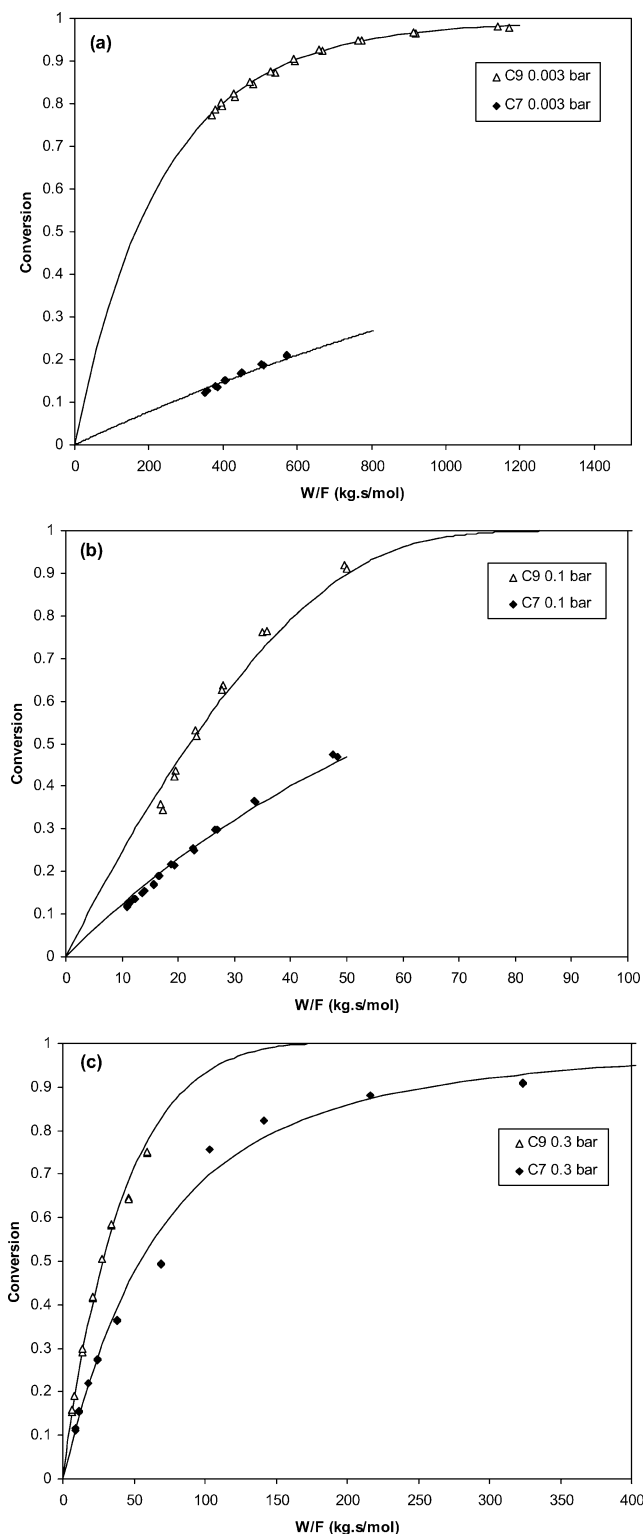 (a)
1
0.9
0.8
0.7
0.6
0.5
0.4
0.3
0.2
0.1
0
Conversion
C9 0.003 bar
C7 0.003 bar
0 200 400 600 800 1000 1200 1400
W/F (kg.s/mol)
(b)
1
0.9
0.8
0.7
0.6
0.5
0.4
0.3
0.2
0.1
0
Conversion
C9 0.1 bar
C7 0.1 bar
0 10 20 30 40 50 60 70 80 90 100
W/F (kg.s/mol)
(c)
1
0.9
0.8
0.7
0.6
0.5
0.4
0.3
0.2
0.1
0
Conversion
C9 0.3 bar
C7 0.3 bar
0 50 100 150 200 250 300 350 400
W/F (kg.s/mol)